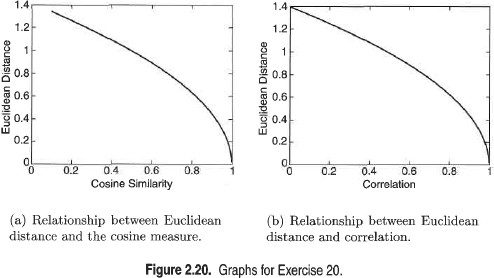 1.4
1.2
1
0.8
0.6
0.4
0.2
0
Euclidean Distance
0 0.2 0.4 0.6 0.8 1
Cosine Similarity
(a) Relationship between Euclidean
distance and the cosine measure.
1.4
1.2
1
0.8
0.6
0.4
0.2
0
Euclidean Distance
0 0.2 0.4 0.6 0.8 1
Correlation
(b) Relationship between Euclidean
distance and correlation.
Figure 2.20. Graphs for Exercise 20.